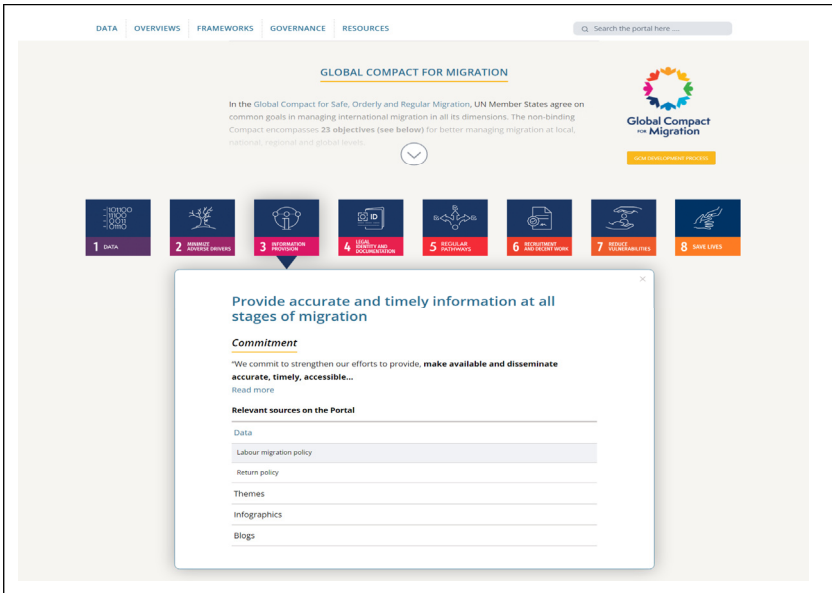 DATA OVERVIEWS FRAMEWORKS GOVERNANCE RESOURCES Search the portal here ....
GLOBAL COMPACT FOR MIGRATION
In the Global Compact for Safe, Orderly and Regular Migration, UN Member States agree on
common goals in managing international migration in all its dimensions. The non-binding
Compact encompasses 23 objectives (see below) for better managing migration at local,
national, regional and global levels.
Global Compact
FOR Migration
GCM DEVELOPMENT PROCESS
1 DATA
2 MINIMIZE
ADVERSE DRIVERS
3 INFORMATION
PROVISION
ID
4 LEGAL
IDENTITY AND
DOCUMENTATION
5 REGULAR
PATHWAYS
6 RECRUITMENT
AND DECENT WORK
7 REDUCE
VULNERABILITIES
8 SAVE LIVES
Provide accurate and timely information at all
stages of migration
Commitment
"We commit to strengthen our efforts to provide, make available and disseminate
accurate, timely, accessible...
Read more
Relevant sources on the Portal
Data
Labour migration policy
Return policy
Themes
Infographics
Blogs